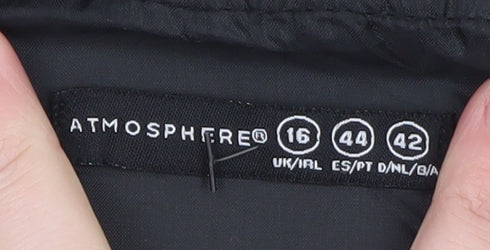 ATMOSPHERE® 16 44 42
UK/IRL ES/PT D/NL/B/A